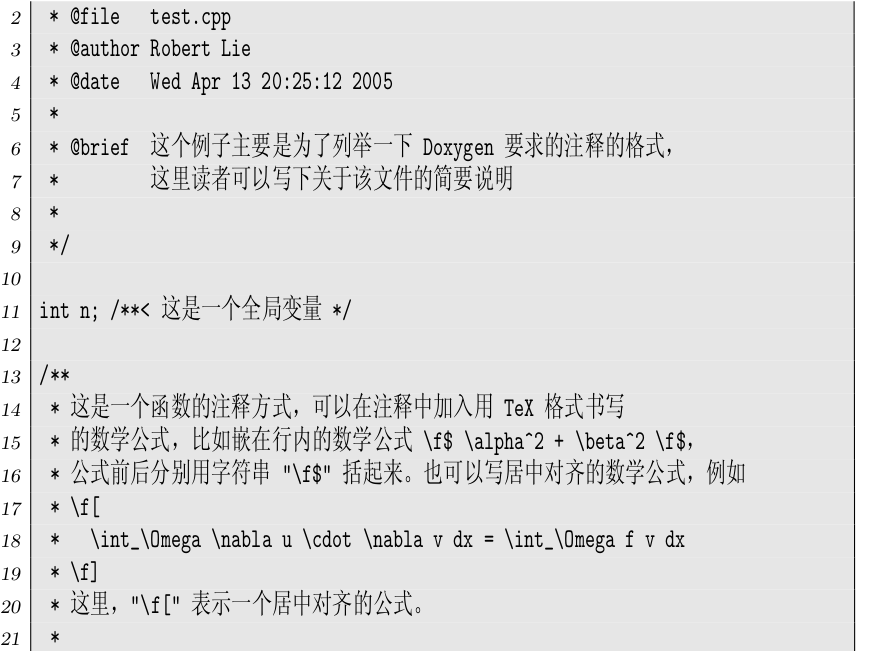 2 * @file   test.cpp
3 * @author Robert Lie
4 * @date   Wed Apr 13 20:25:12 2005
5 *
6 * @brief  这个例子主要是为了列举一下 Doxygen 要求的注释的格式，
7 *         这里读者可以写下关于该文件的简要说明
8 *
9 */
10
11 int n; /**< 这是一个全局变量 */
12
13 /**
14 * 这是一个函数的注释方式，可以在注释中加入用 TeX 格式书写
15 * 的数学公式，比如嵌在行内的数学公式 \f$ \alpha^2 + \beta^2 \f$，
16 * 公式前后分别用字符串 "\f$" 括起来。也可以写居中对齐的数学公式，例如
17 * \f[
18 *   \int_\Omega \nabla u \cdot \nabla v dx = \int_\Omega f v dx
19 * \f]
20 * 这里，"\f[" 表示一个居中对齐的公式。
21 *